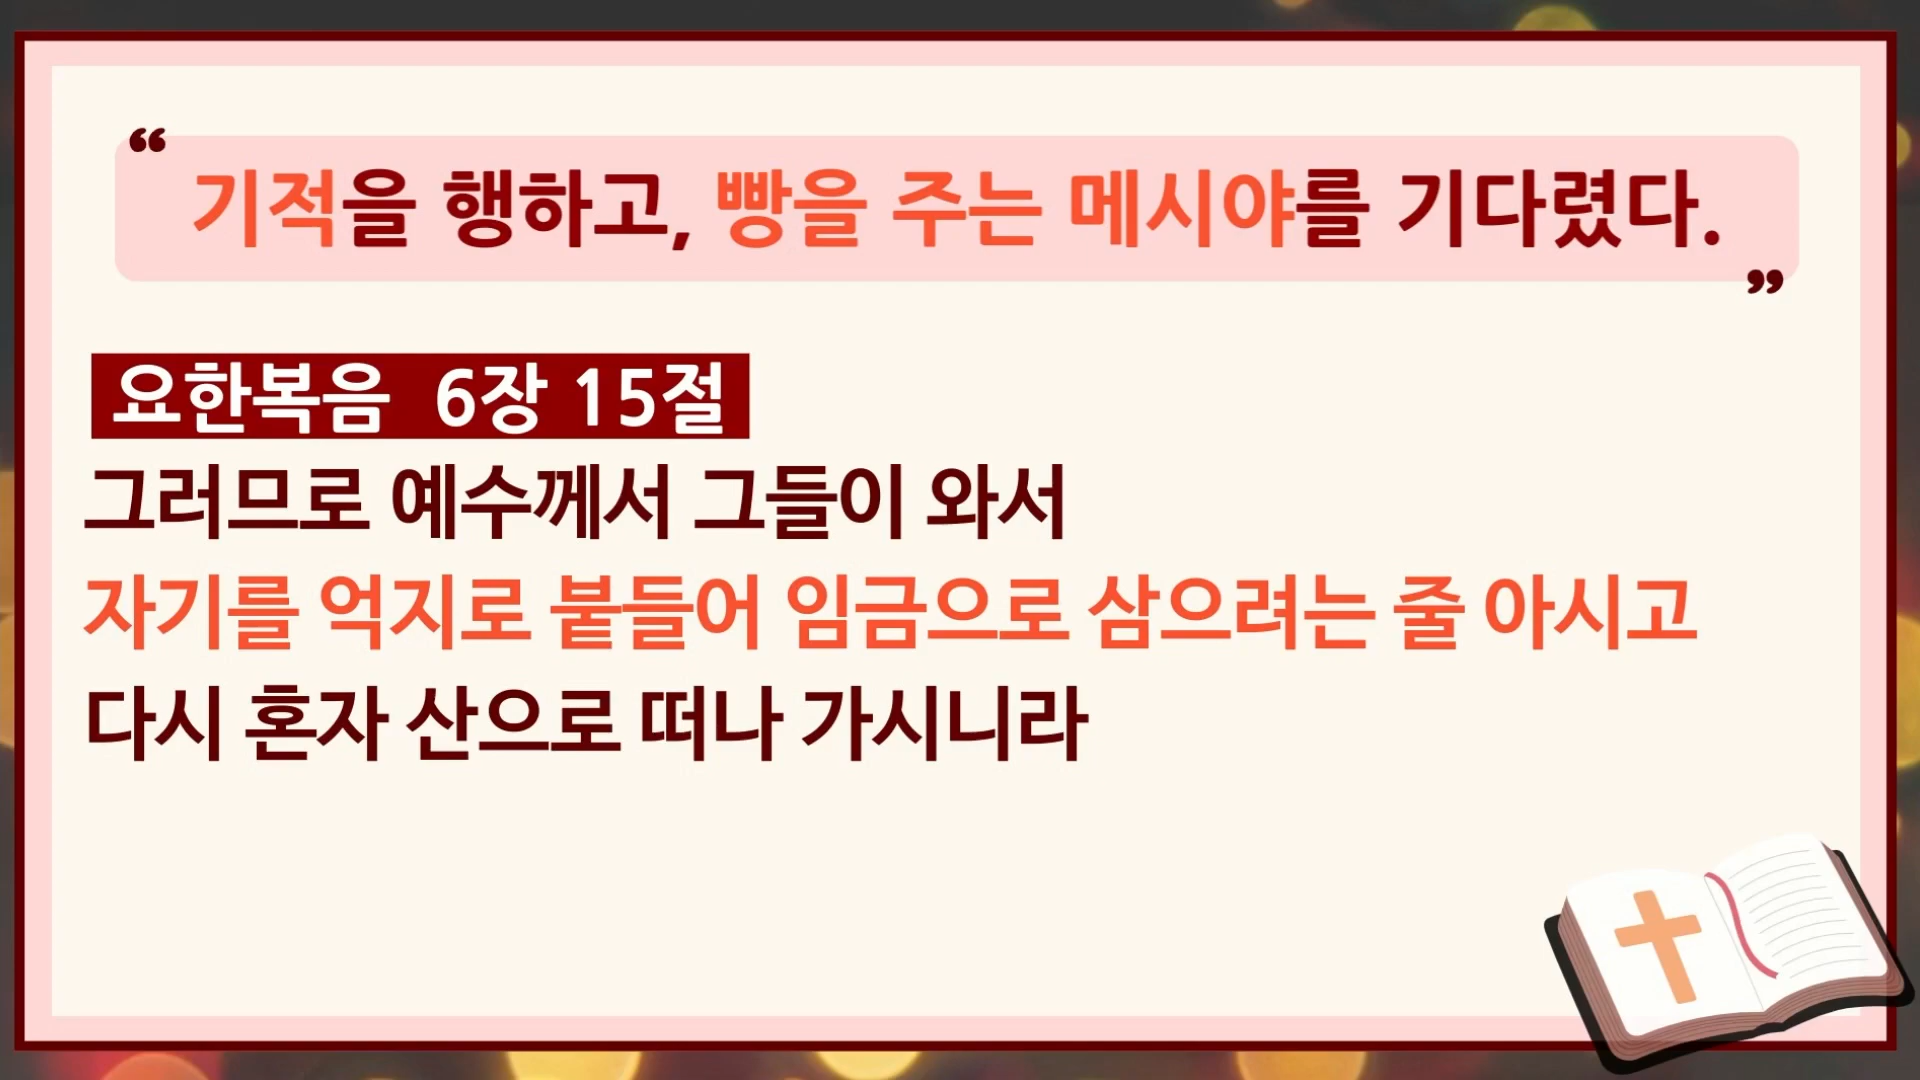 “기적을 행하고, 빵을 주는 메시야를 기다렸다.”
요한복음 6장 15절
그러므로 예수께서 그들이 와서
자기를 억지로 붙들어 임금으로 삼으려는 줄 아시고
다시 혼자 산으로 떠나 가시니라